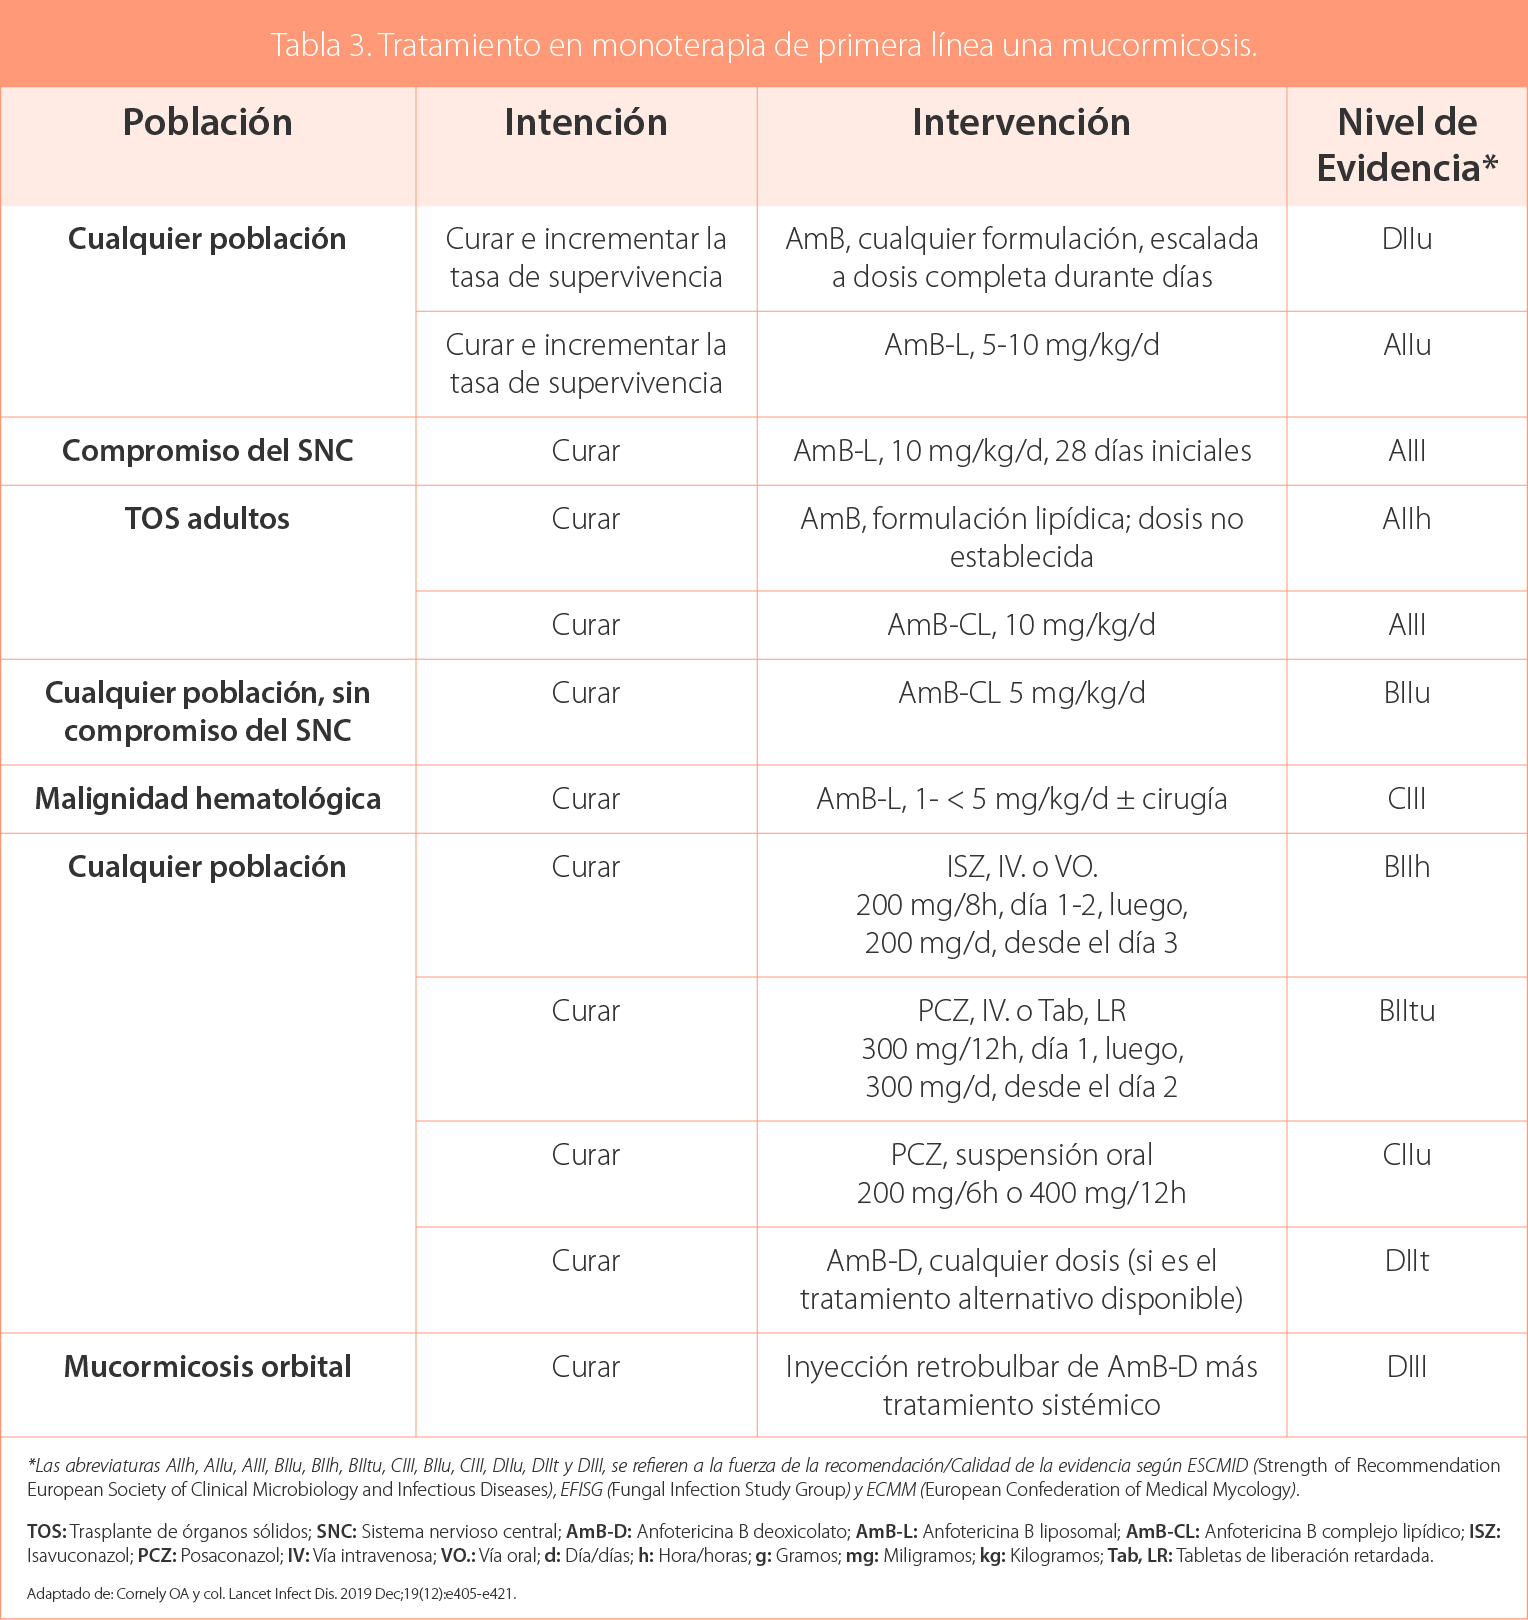 Tabla 3. Tratamiento en monoterapia de primera línea una mucormicosis.
Población
Intención
Intervención
Nivel de
Evidencia*
Cualquier población
Curar e incrementar la
tasa de supervivencia
AmB, cualquier formulación, escalada
a dosis completa durante días
DIIu
Curar e incrementar la
tasa de supervivencia
AmB-L, 5-10 mg/kg/d
AIIu
Compromiso del SNC
Curar
AmB-L, 10 mg/kg/d, 28 días iniciales
AIII
TOS adultos
Curar
AmB, formulación lipídica; dosis no
establecida
AIIh
Curar
AmB-CL, 10 mg/kg/d
AIII
Cualquier población, sin
compromiso del SNC
Curar
AmB-CL 5 mg/kg/d
BIIu
Malignidad hematológica
Curar
AmB-L, 1- < 5 mg/kg/d ± cirugía
CIII
Cualquier población
Curar
ISZ, IV. o VO.
200 mg/8h, día 1-2, luego,
200 mg/d, desde el día 3
BIIh
Curar
PCZ, IV. o Tab, LR
300 mg/12h, día 1, luego,
300 mg/d, desde el día 2
BIItu
Curar
PCZ, suspensión oral
200 mg/6h o 400 mg/12h
CIIu
Curar
AmB-D, cualquier dosis (si es el
tratamiento alternativo disponible)
DIIt
Mucormicosis orbital
Curar
Inyección retrobulbar de AmB-D más
tratamiento sistémico
DIII
*Las abreviaturas AIIh, AIIu, AIII, BIIu, BIIh, BIItu, CIII, BIIu, CIII, DIIu, DIIt y DIII, se refieren a la fuerza de la recomendación/Calidad de la evidencia según ESCMID (Strength of Recommendation
European Society of Clinical Microbiology and Infectious Diseases), EFISG (Fungal Infection Study Group) y ECMM (European Confederation of Medical Mycology).
TOS: Trasplante de órganos sólidos; SNC: Sistema nervioso central; AmB-D: Anfotericina B deoxicolato; AmB-L: Anfotericina B liposomal; AmB-CL: Anfotericina B complejo lipídico; ISZ:
Isavuconazol; PCZ: Posaconazol; IV: Vía intravenosa; VO.: Vía oral; d: Día/días; h: Hora/horas; g: Gramos; mg: Miligramos; kg: Kilogramos; Tab, LR: Tabletas de liberación retardada.
Adaptado de: Cornely OA y col. Lancet Infect Dis. 2019 Dec;19(12):e405-e421.